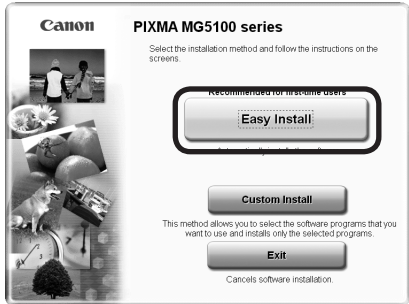 Canon
PIXMA MG5100 series
Select the installation method and follow the instructions on the
screens.
Recommended for first-time users
Easy Install
Custom Install
This method allows you to select the software programs that you
want to use and installs only the selected programs.
Exit
Cancels software installation.